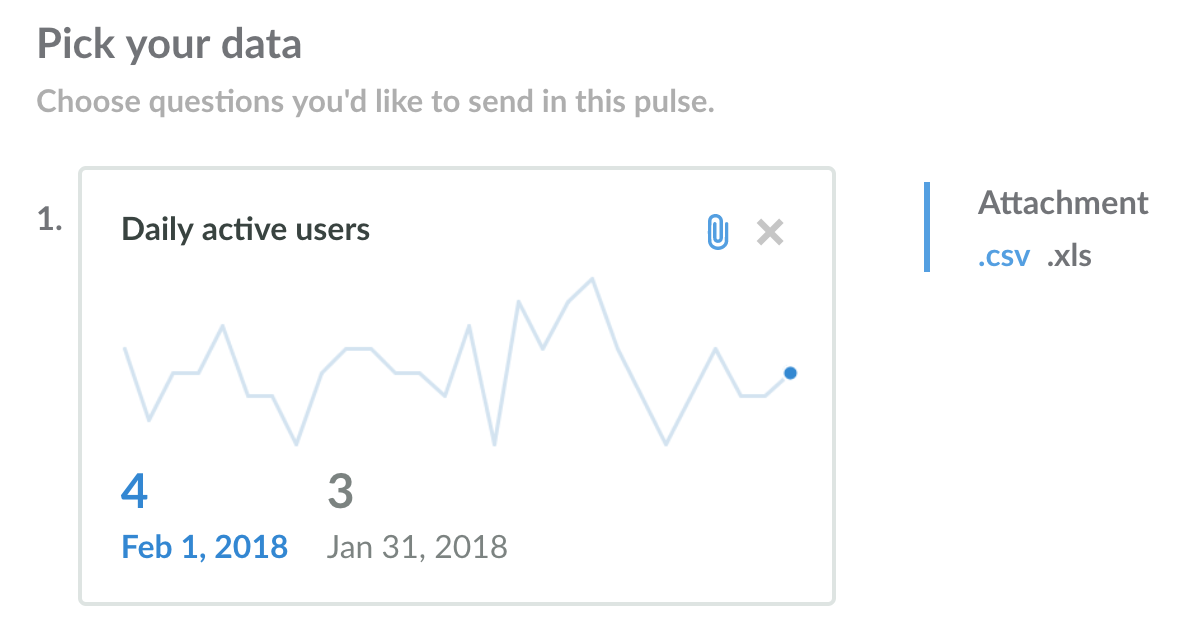 Pick your data
Choose questions you'd like to send in this pulse.
1.
Daily active users
Attachment
.csv .xls
4 3
Feb 1, 2018 Jan 31, 2018